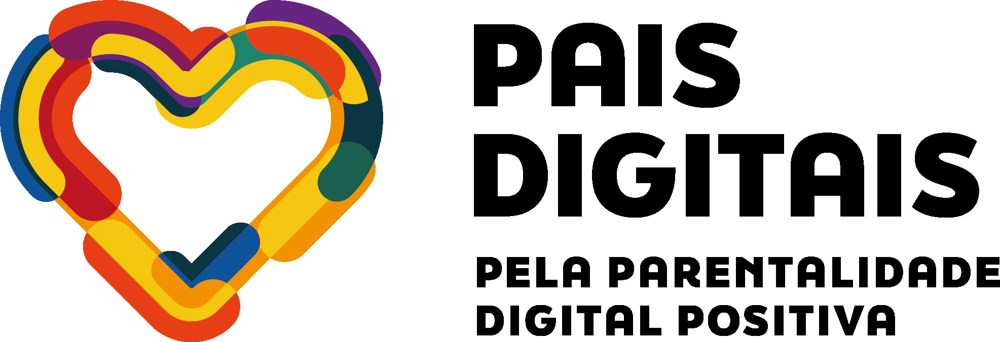 PAIS
DIGITAIS
PELA PARENTALIDADE
DIGITAL POSITIVA